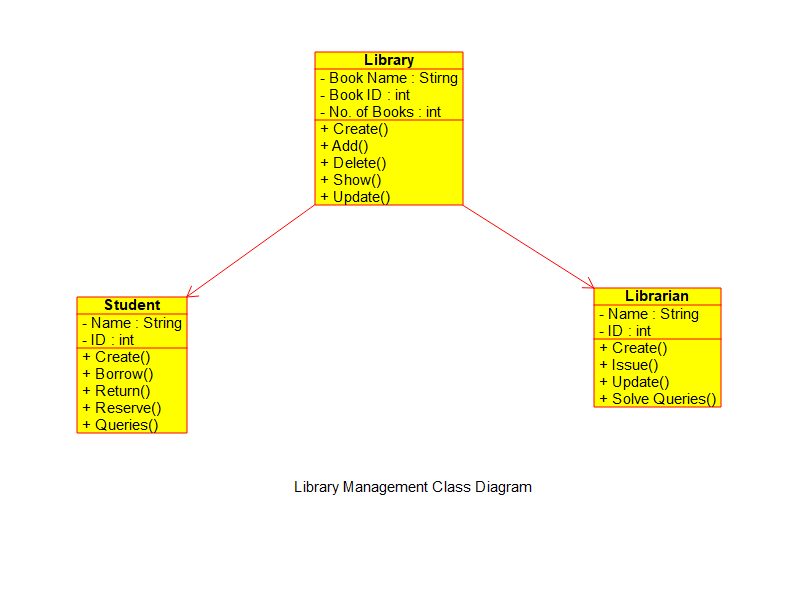 Library
- Book Name : Stirng
- Book ID : int
- No. of Books : int
+ Create()
+ Add()
+ Delete()
+ Show()
+ Update()
Student
- Name : String
- ID : int
+ Create()
+ Borrow()
+ Return()
+ Reserve()
+ Queries()
Librarian
- Name : String
- ID : int
+ Create()
+ Issue()
+ Update()
+ Solve Queries()
Library Management Class Diagram